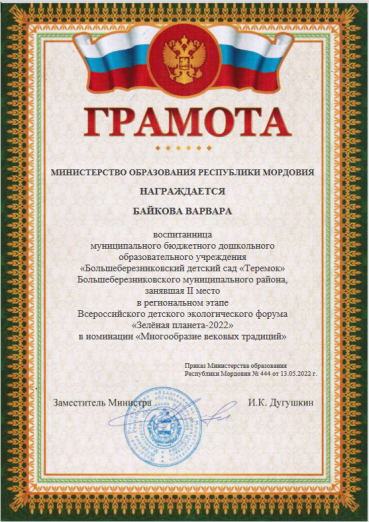 ГРАМОТА
МИНИСТЕРСТВО ОБРАЗОВАНИЯ РЕСПУБЛИКИ МОРДОВИЯ
НАГРАЖДАЕТСЯ
БАЙКОВА ВАРВАРА
воспитанница
муниципального бюджетного дошкольного
образовательного учреждения
«Большеберезниковский детский сад «Теремок»
Большеберезниковского муниципального района,
занявшая II место
в региональном этапе
Всероссийского детского экологического форума
«Зелёная планета-2022»
в номинации «Многообразие вековых традиций»
Приказ Министерства образования
Республики Мордовия № 444 от 13.05.2022 г.
Заместитель Министра И.К. Дугушкин